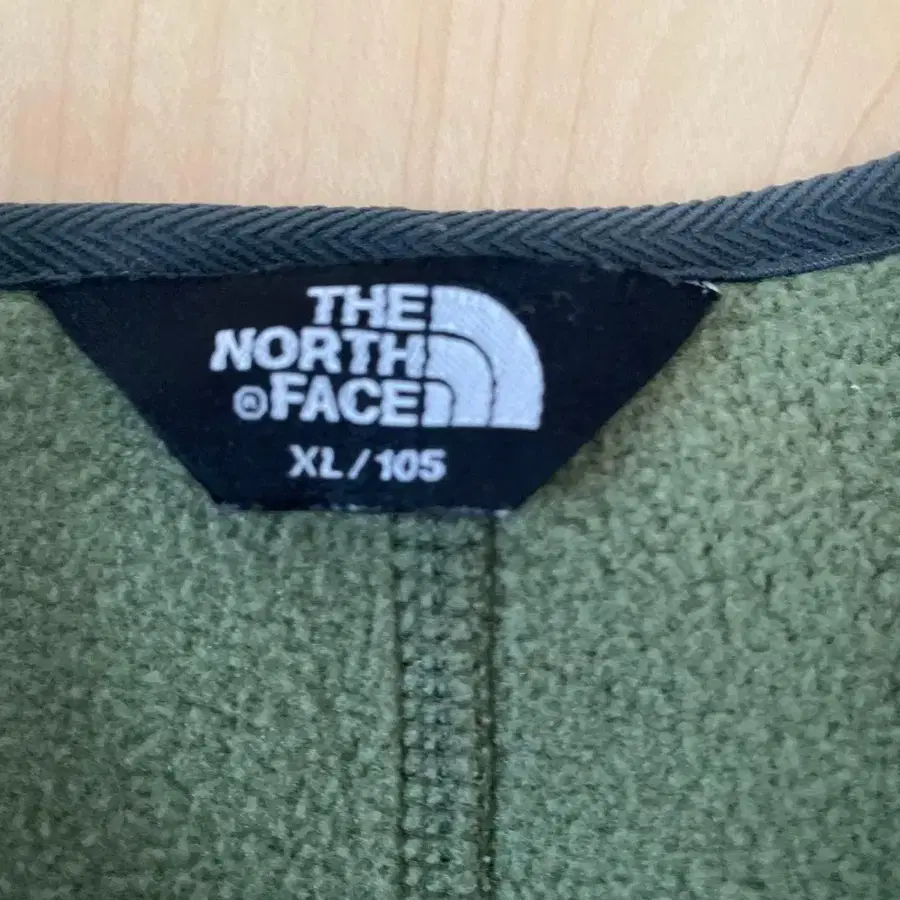 THE
NORTH
®FACE
XL/105